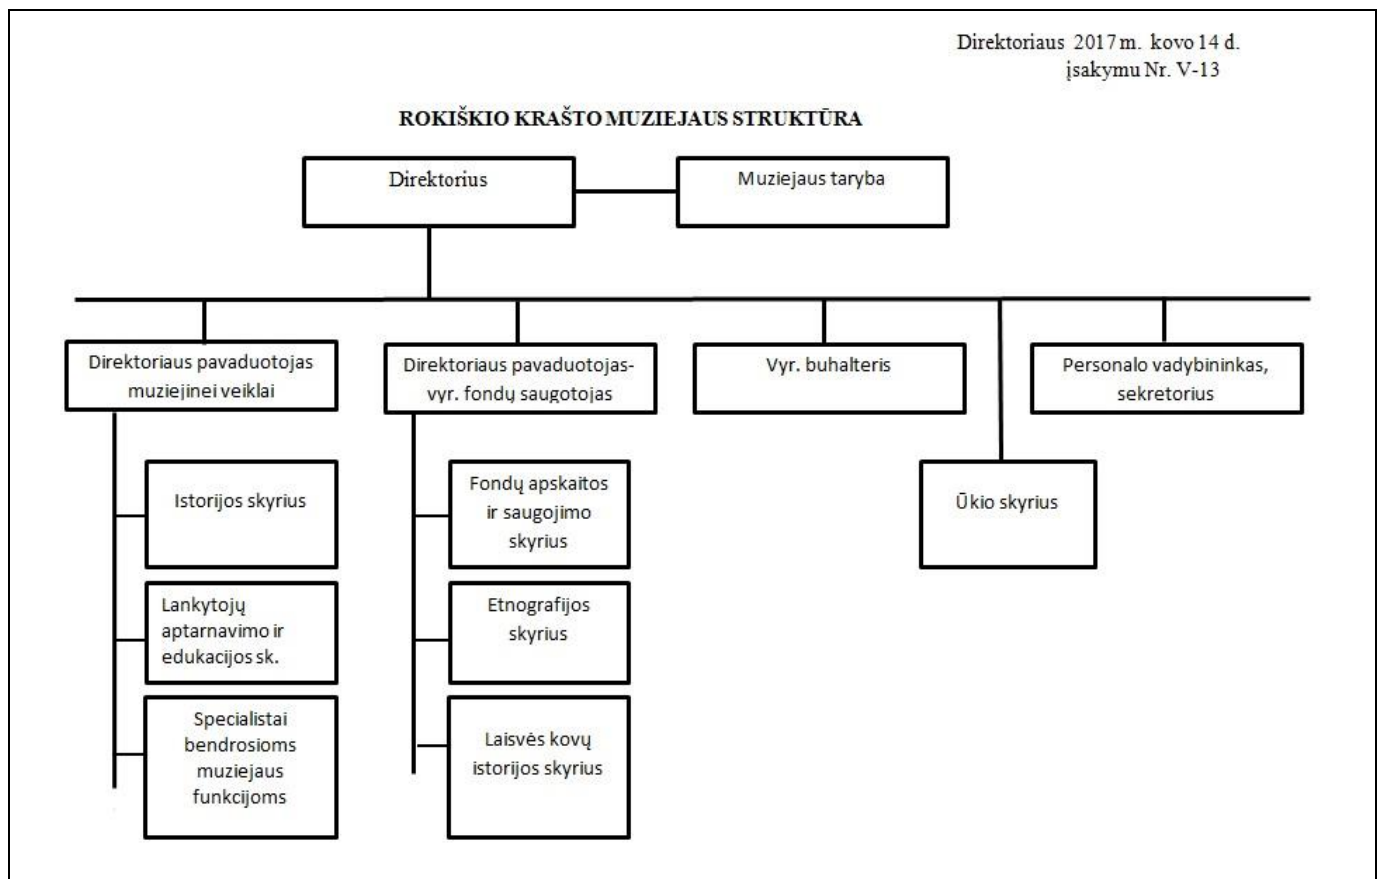 Direktoriaus 2017 m. kovo 14 d.
įsakymu Nr. V-13
ROKIŠKIO KRAŠTO MUZIEJAUS STRUKTŪRA
Direktorius
Muziejaus taryba
Direktoriaus pavaduotojas
muziejinei veiklai
Direktoriaus pavaduotojas-
vyr. fondų saugotojas
Vyr. buhalteris
Personalo vadybininkas,
sekretorius
Istorijos skyrius
Fondų apskaitos
ir saugojimo
skyrius
Ūkio skyrius
Lankytojų
aptarnavimo ir
edukacijos sk.
Etnografijos
skyrius
Specialistai
bendrosioms
muziejaus
funkcijoms
Laisvės kovų
istorijos skyrius